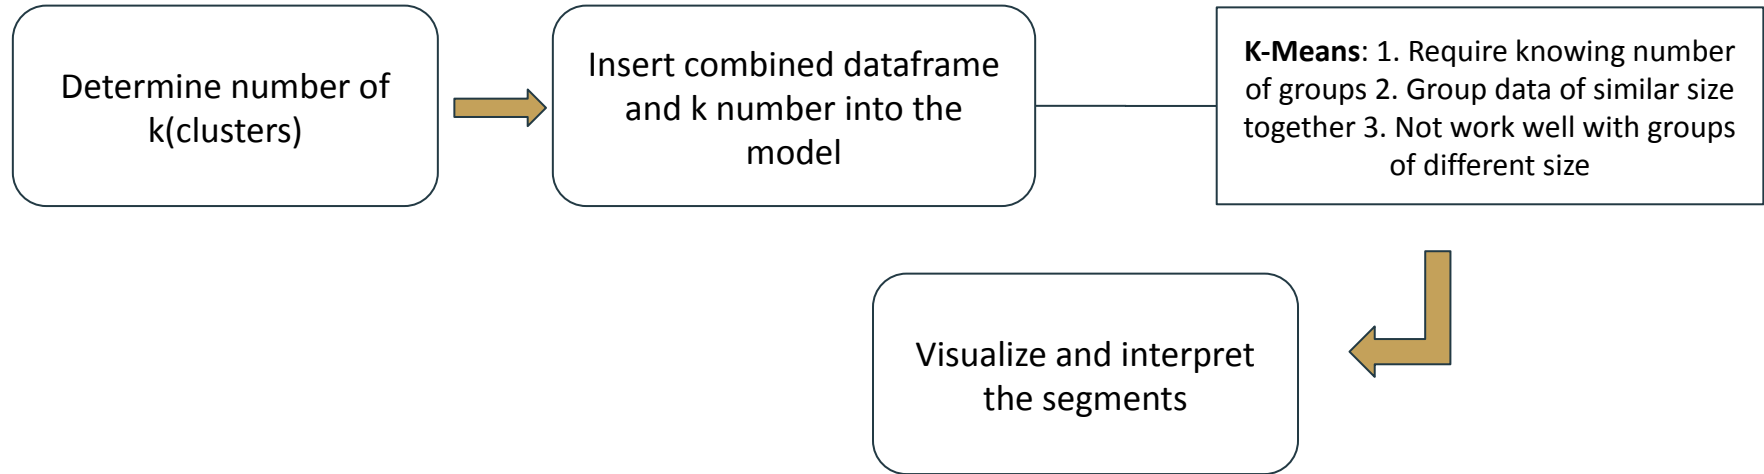 Determine number of
k(clusters)
Insert combined dataframe
and k number into the
model
K-Means: 1. Require knowing number
of groups 2. Group data of similar size
together 3. Not work well with groups
of different size
Visualize and interpret
the segments